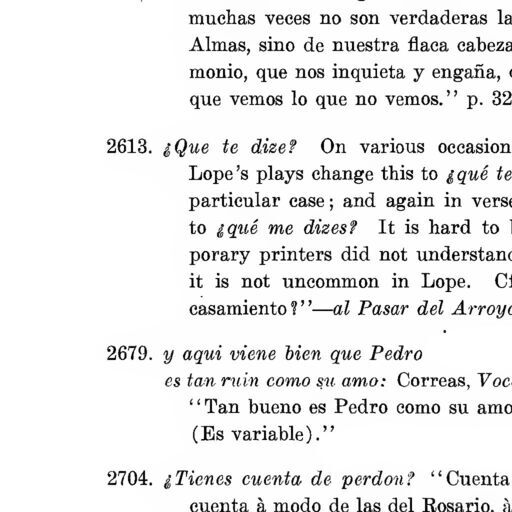 muchas veces no son verdaderas la
Almas, sino de nuestra flaca cabeza
monio, que nos inquieta y engaña,
que vemos lo que no vemos.'' p. 32
2613. ¿Que te dize? On various occasion
Lope's plays change this to ¿qué te
particular case; and again in verse
to ¿qué me dizes? It is hard to
porary printers did not understand
it is not uncommon in Lope. Cf
casamiento?''—al Pasar del Arroyo
2679. y aqui viene bien que Pedro
es tan ruin como su amo: Correas, Voc
''Tan bueno es Pedro como su amo
(Es variable).''
2704. ¿Tienes cuenta de perdon? ''Cuenta
cuenta à modo de las del Rosario, à